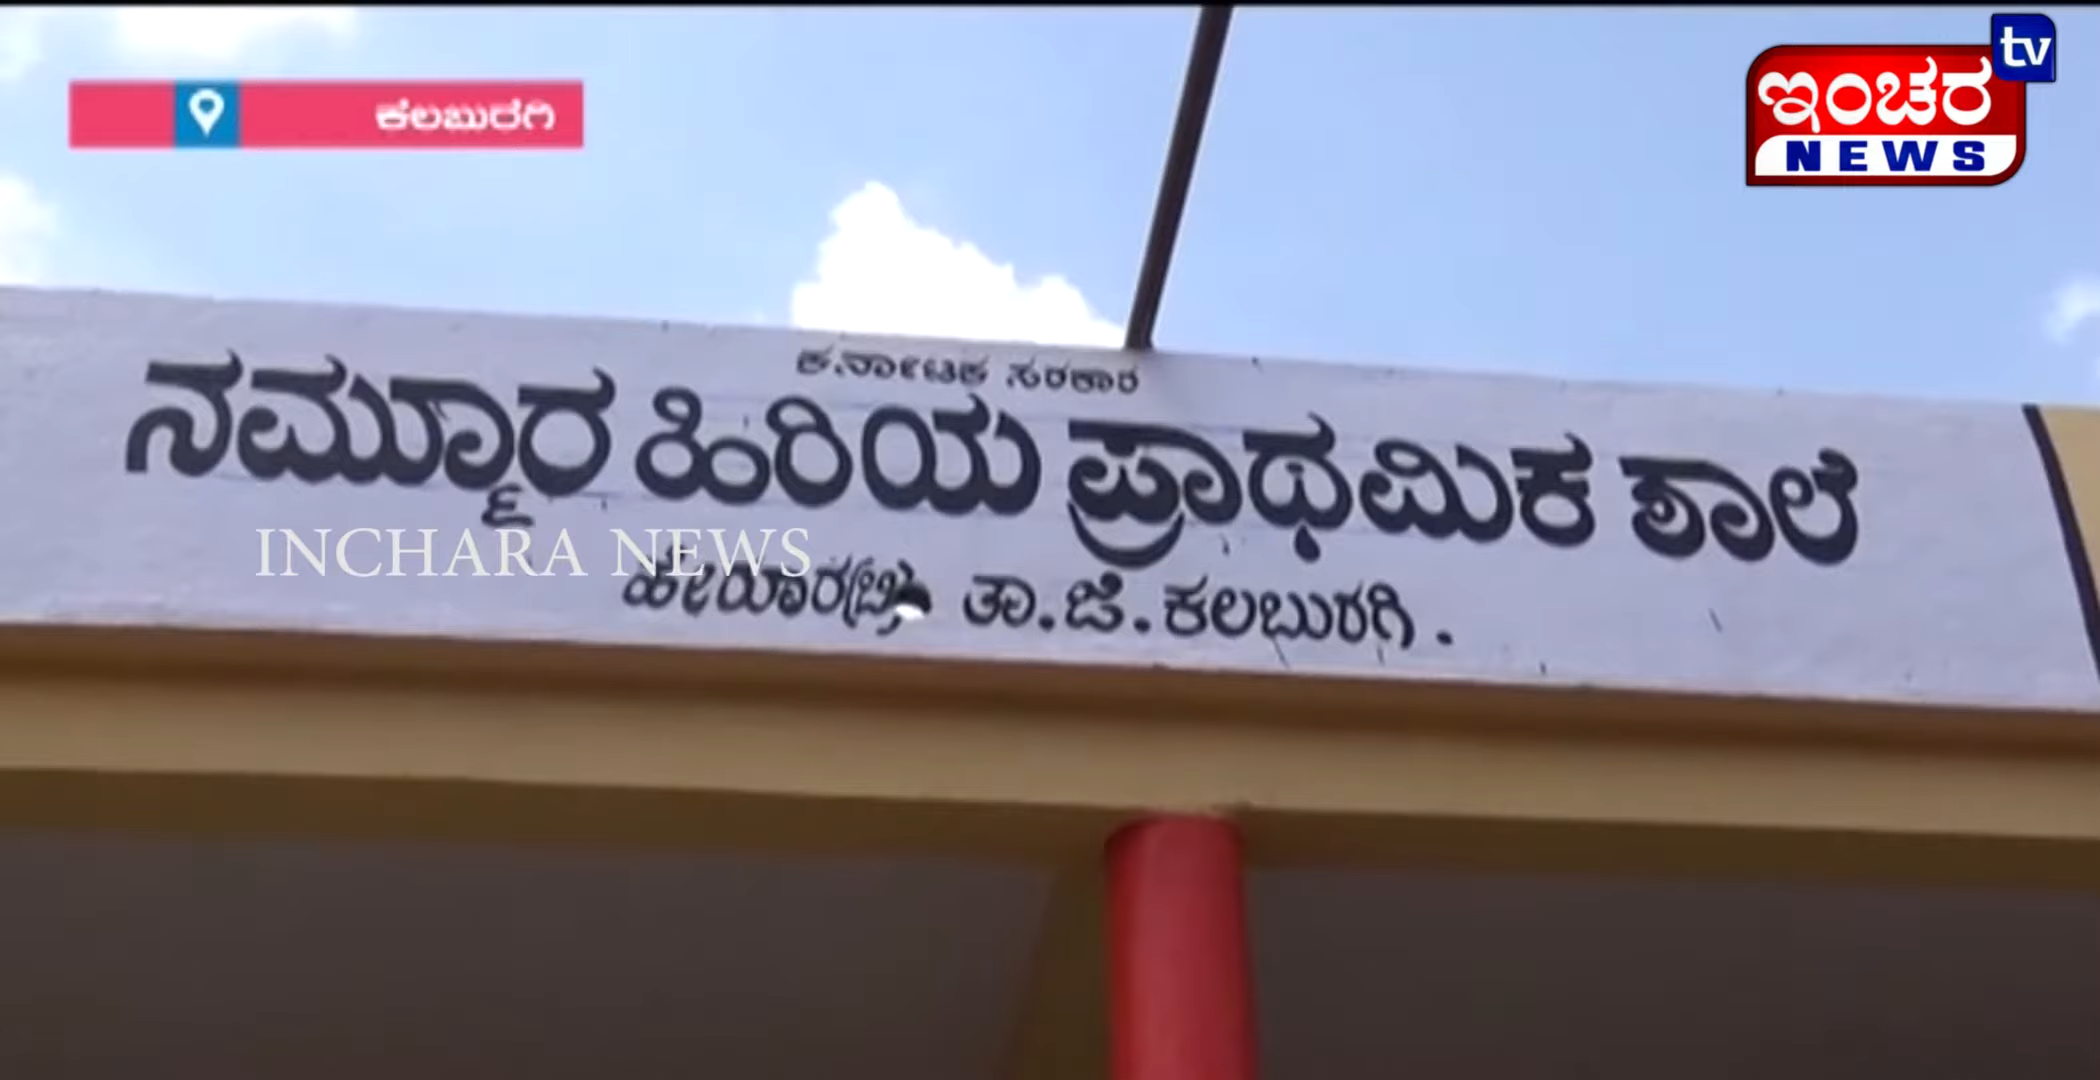 ಕಲಬುರಗಿ
ಇಂಚರ
tv
NEWS
ಕರ್ನಾಟಕ ಸರಕಾರ
ನಮ್ಮೂರ ಹಿರಿಯ ಪ್ರಾಥಮಿಕ ಶಾಲೆ
INCHARA NEWS
ತಾ.ಜಿ.ಕಲಬುರಗಿ.